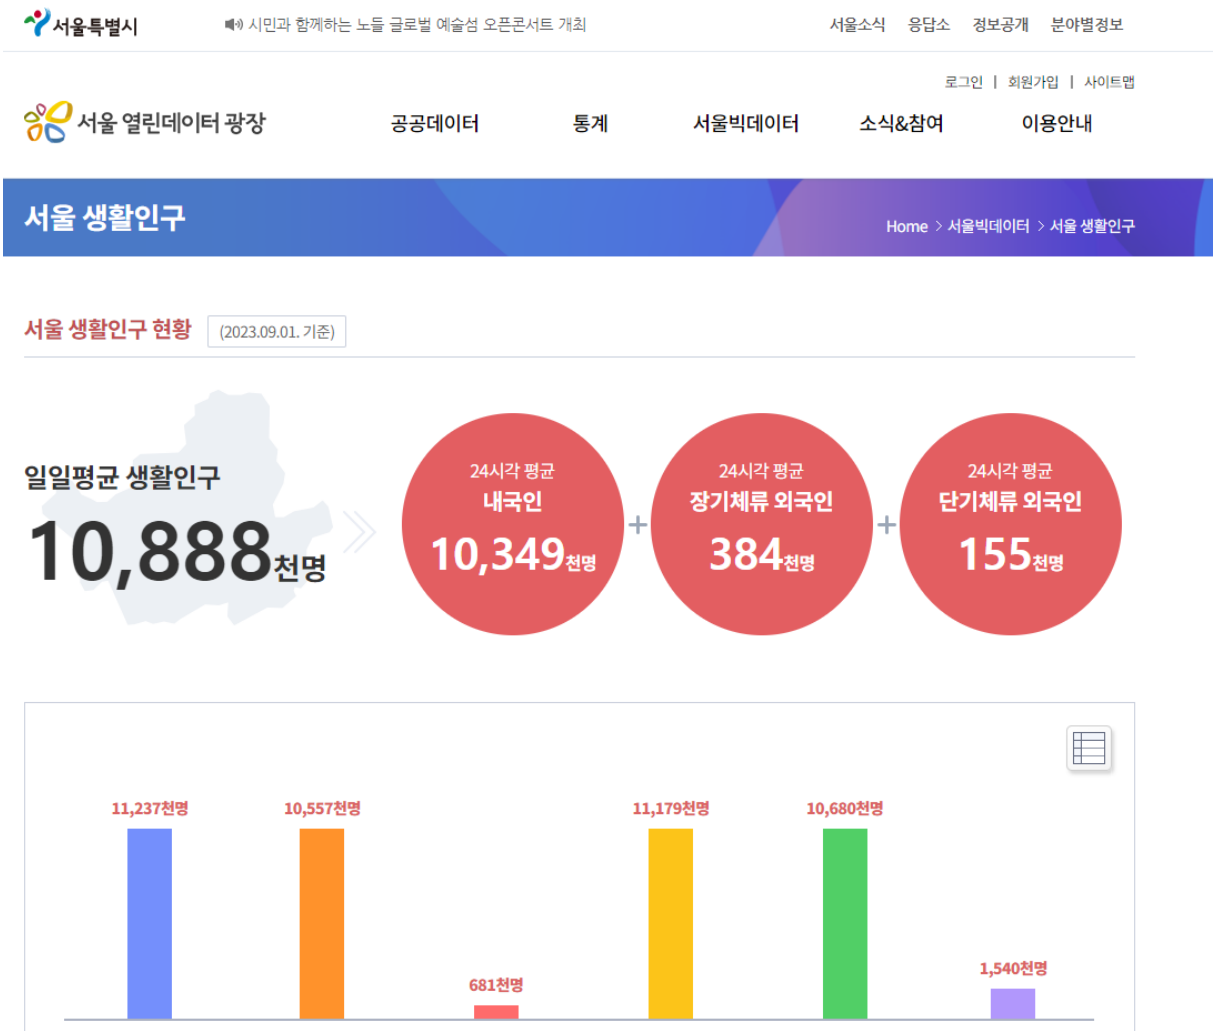 서울특별시
시민과 함께하는 노들 글로벌 예술섬 오픈콘서트 개최
서울소식 응답소 정보공개 분야별정보
로그인 | 회원가입 | 사이트맵
서울 열린데이터 광장
공공데이터 통계 서울빅데이터 소식&참여 이용안내
서울 생활인구
Home > 서울빅데이터 > 서울 생활인구
서울 생활인구 현황 (2023.09.01. 기준)
일일평균 생활인구
10,888천명
24시각 평균
내국인
10,349천명
+
24시각 평균
장기체류 외국인
384천명
+
24시각 평균
단기체류 외국인
155천명
11,237천명
10,557천명
681천명
11,179천명
10,680천명
1,540천명